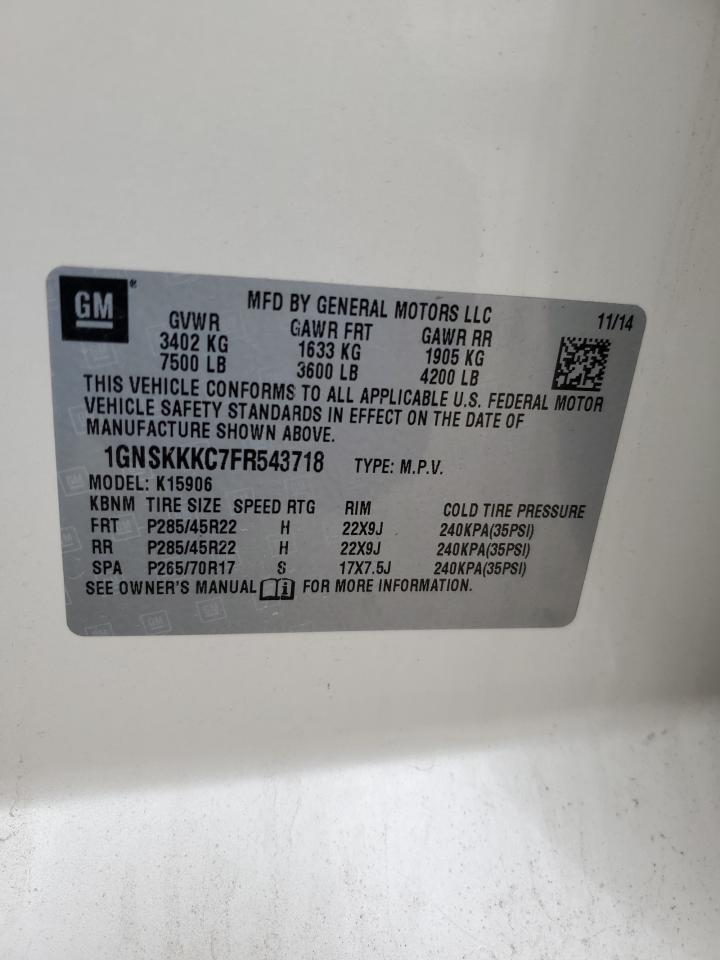 GM®
MFD BY GENERAL MOTORS LLC
11/14
GVWR GAWR FRT GAWR RR
3402 KG 1633 KG 1905 KG
7500 LB 3600 LB 4200 LB
THIS VEHICLE CONFORMS TO ALL APPLICABLE U.S. FEDERAL MOTOR
VEHICLE SAFETY STANDARDS IN EFFECT ON THE DATE OF
MANUFACTURE SHOWN ABOVE.
1GNSKKKC7FR543718 TYPE: M.P.V.
MODEL: K15906
KBNM TIRE SIZE SPEED RTG RIM COLD TIRE PRESSURE
FRT P285/45R22 H 22X9J 240KPA(35PSI)
RR P285/45R22 H 22X9J 240KPA(35PSI)
SPA P265/70R17 S 17X7.5J 240KPA(35PSI)
SEE OWNER'S MANUAL i FOR MORE INFORMATION.